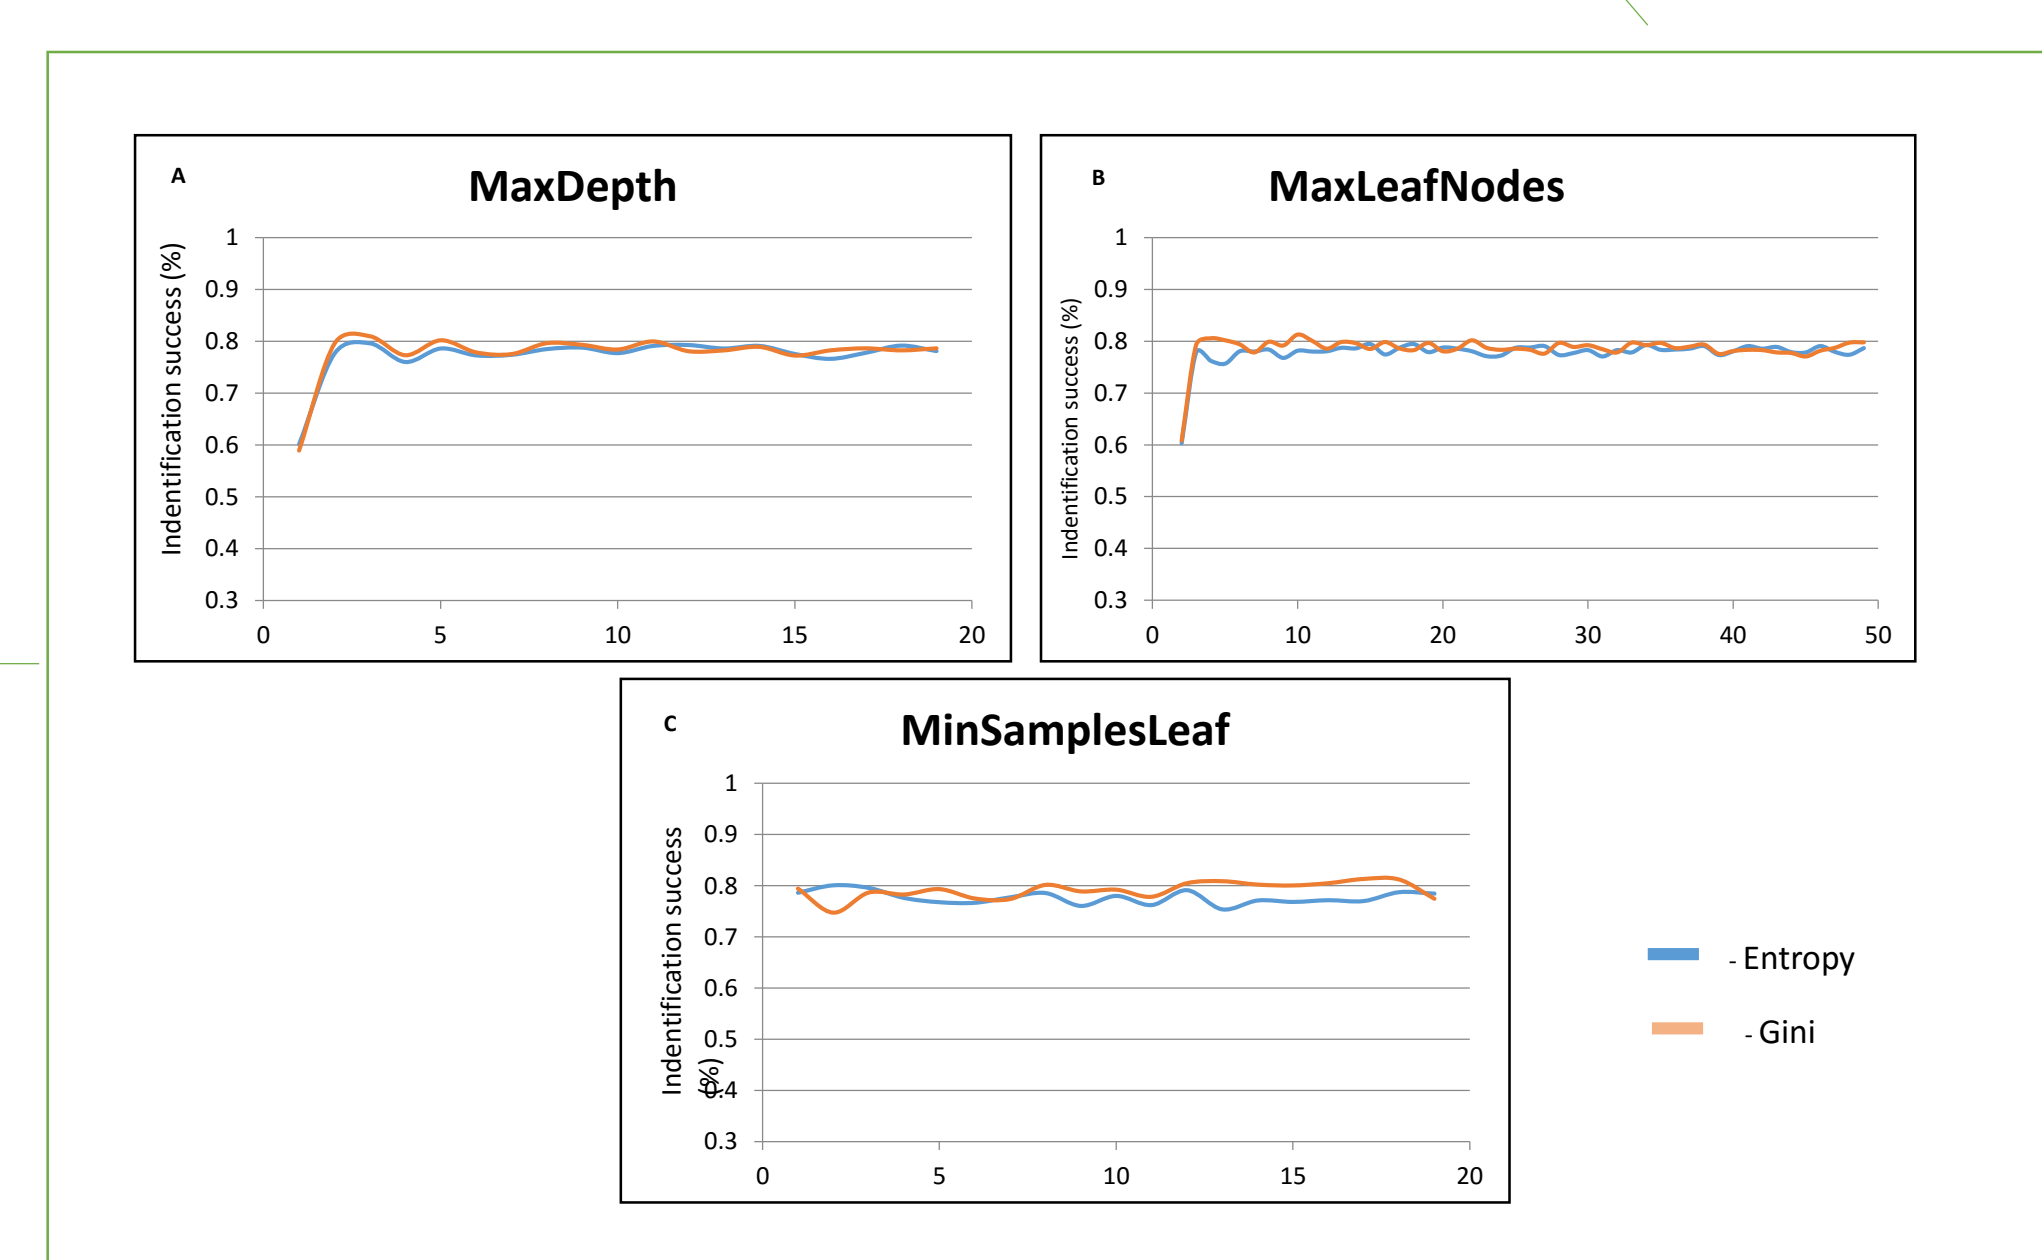 A
MaxDepth
Indentification success (%)
1
0.9
0.8
0.7
0.6
0.5
0.4
0.3
0 5 10 15 20
B
MaxLeafNodes
Indentification success (%)
1
0.9
0.8
0.7
0.6
0.5
0.4
0.3
0 10 20 30 40 50
C
MinSamplesLeaf
Indentification success
(%)
1
0.9
0.8
0.7
0.6
0.5
0.4
0.3
0 5 10 15 20
- Entropy
- Gini